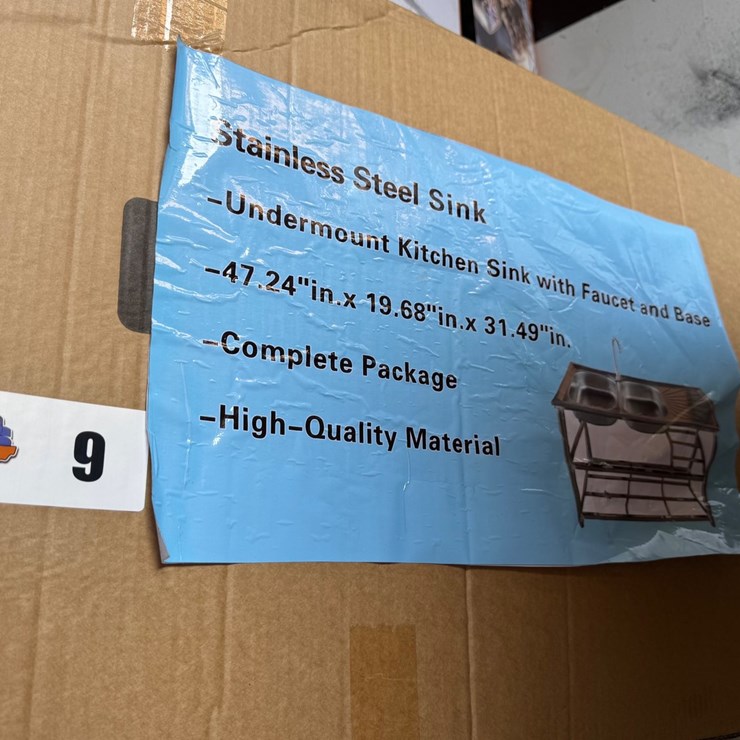 Stainless Steel Sink
-Undermount Kitchen Sink with Faucet and Base
-47.24"in.x 19.68"in.x 31.49"in.
-Complete Package
-High-Quality Material
9